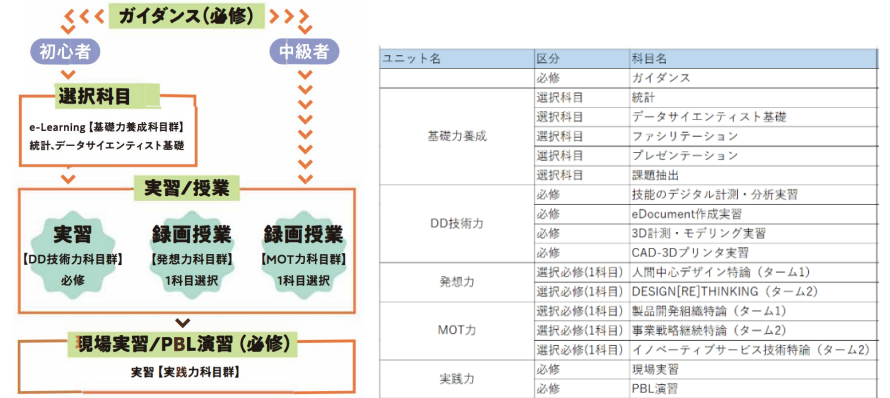 ガイダンス(必修)
初心者
中級者
選択科目
e-Learning【基礎力養成科目群】
統計、データサイエンティスト基礎
実習/授業
実習
【DD技術力科目群】
必修
録画授業
【発想力科目群】
1科目選択
録画授業
【MOT力科目群】
1科目選択
現場実習/PBL演習(必修)
実習【実践力科目群】
ユニット名 区分 科目名
必修 ガイダンス
基礎力養成
選択科目 統計
選択科目 データサイエンティスト基礎
選択科目 ファシリテーション
選択科目 プレゼンテーション
選択科目 課題抽出
DD技術力
必修 技能のデジタル計測・分析実習
必修 eDocument作成実習
必修 3D計測・モデリング実習
必修 CAD-3Dプリンタ実習
発想力
選択必修(1科目) 人間中心デザイン特論(ターム1)
選択必修(1科目) DESIGN[RE]THINKING(ターム2)
MOT力
選択必修(1科目) 製品開発組織特論(ターム1)
選択必修(1科目) 事業戦略継続特論(ターム2)
選択必修(1科目) イノベーティブサービス技術特論(ターム2)
実践力
必修 現場実習
必修 PBL演習